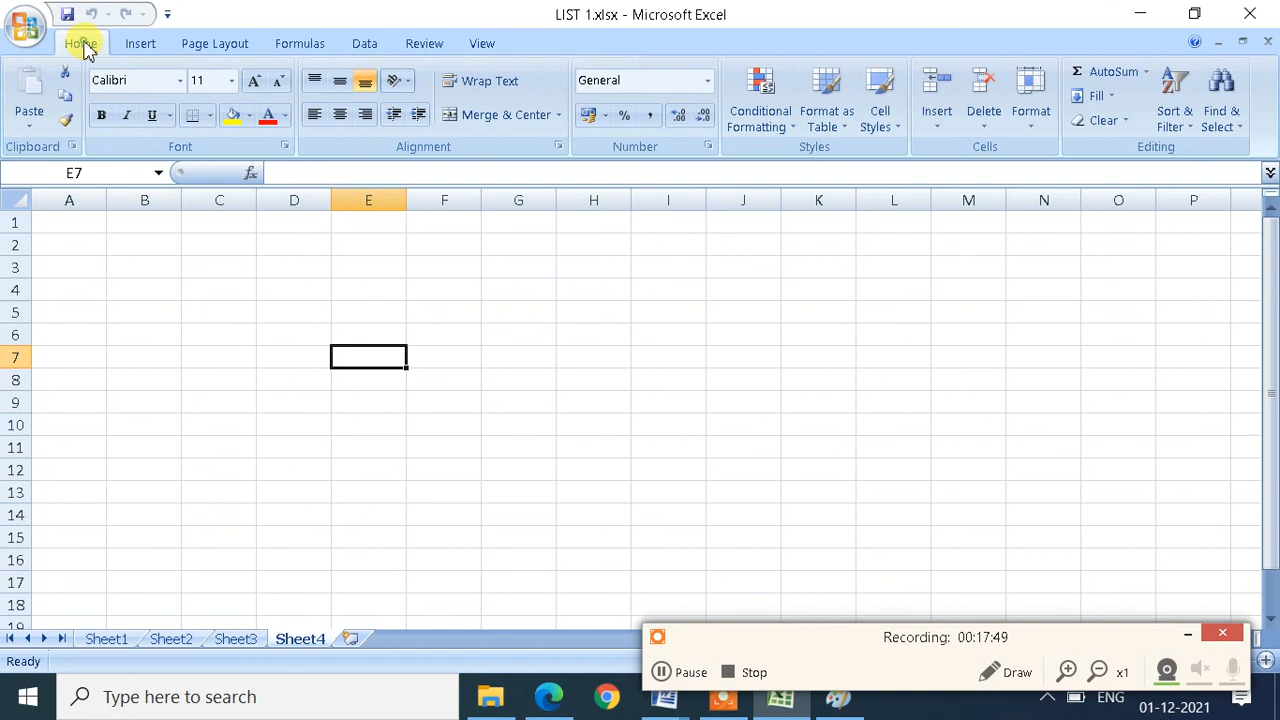 LIST 1.xlsx - Microsoft Excel
Home Insert Page Layout Formulas Data Review View
Paste
Clipboard
Calibri 11
B I U A
Font
Wrap Text
Merge & Center
Alignment
General
%
Number
Conditional Formatting
Format as Table
Cell Styles
Styles
Insert
Delete
Format
Cells
AutoSum
Fill
Clear
Sort & Filter
Find & Select
Editing
E7 fx
A B C D E F G H I J K L M N O P
1
2
3
4
5
6
7
8
9
10
11
12
13
14
15
16
17
18
19
Sheet1 Sheet2 Sheet3 Sheet4
Ready
Recording: 00:17:49
Pause Stop Draw x1
Type here to search
ENG
01-12-2021